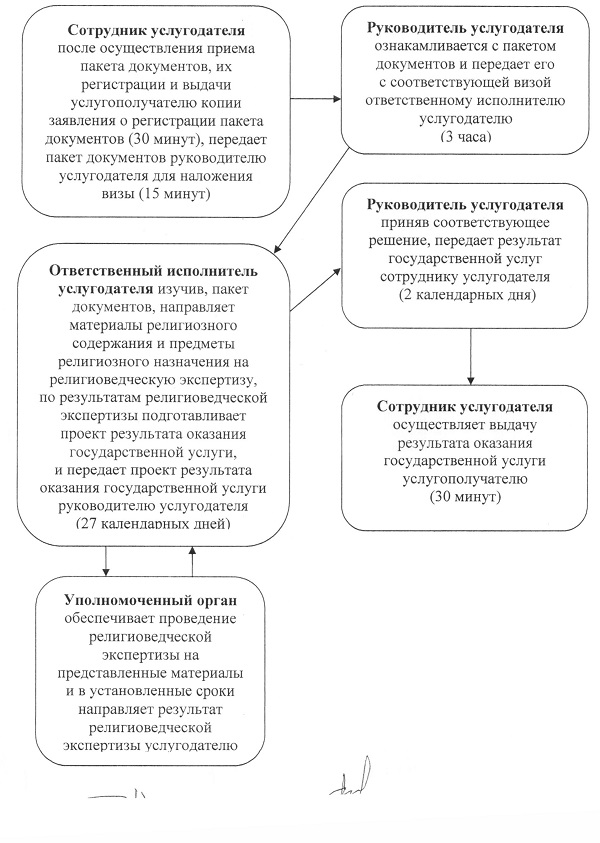 Сотрудник услугодателя
после осуществления приема
пакета документов, их
регистрации и выдачи
услугополучателю копии
заявления о регистрации пакета
документов (30 минут), передает
пакет документов руководителю
услугодателя для наложения
визы (15 минут)
Руководитель услугодателя
ознакамливается с пакетом
документов и передает его
с соответствующей визой
ответственному исполнителю
услугодателю
(3 часа)
Ответственный исполнитель
услугодателя изучив, пакет
документов, направляет
материалы религиозного
содержания и предметы
религиозного назначения на
религиоведческую экспертизу,
по результатам религиоведческой
экспертизы подготавливает
проект результата оказания
государственной услуги,
и передает проект результата
оказания государственной услуги
руководителю услугодателя
(27 календарных дней)
Руководитель услугодателя
приняв соответствующее
решение, передает результат
государственной услуг
сотруднику услугодателя
(2 календарных дня)
Сотрудник услугодателя
осуществляет выдачу
результата оказания
государственной услуги
услугополучателю
(30 минут)
Уполномоченный орган
обеспечивает проведение
религиоведческой
экспертизы на
представленные материалы
и в установленные сроки
направляет результат
религиоведческой
экспертизы услугодателю